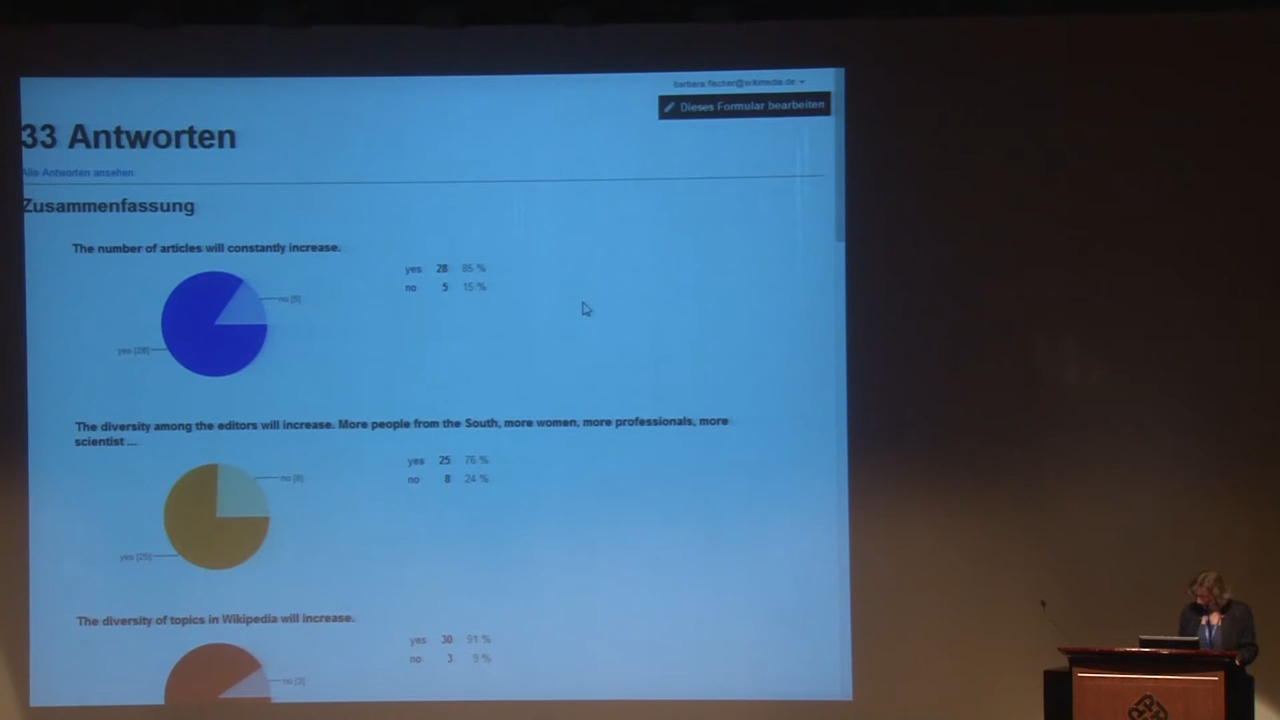 barbara.fischer@wikimedia.de
Dieses Formular bearbeiten
33 Antworten
Alle Antworten ansehen
Zusammenfassung
The number of articles will constantly increase.
yes 28 85 %
no 5 15 %
no [5]
yes [28]
The diversity among the editors will increase. More people from the South, more women, more professionals, more
scientist ...
yes 25 76 %
no 8 24 %
no [8]
yes [25]
The diversity of topics in Wikipedia will increase.
yes 30 91 %
no 3 9 %
no [3]